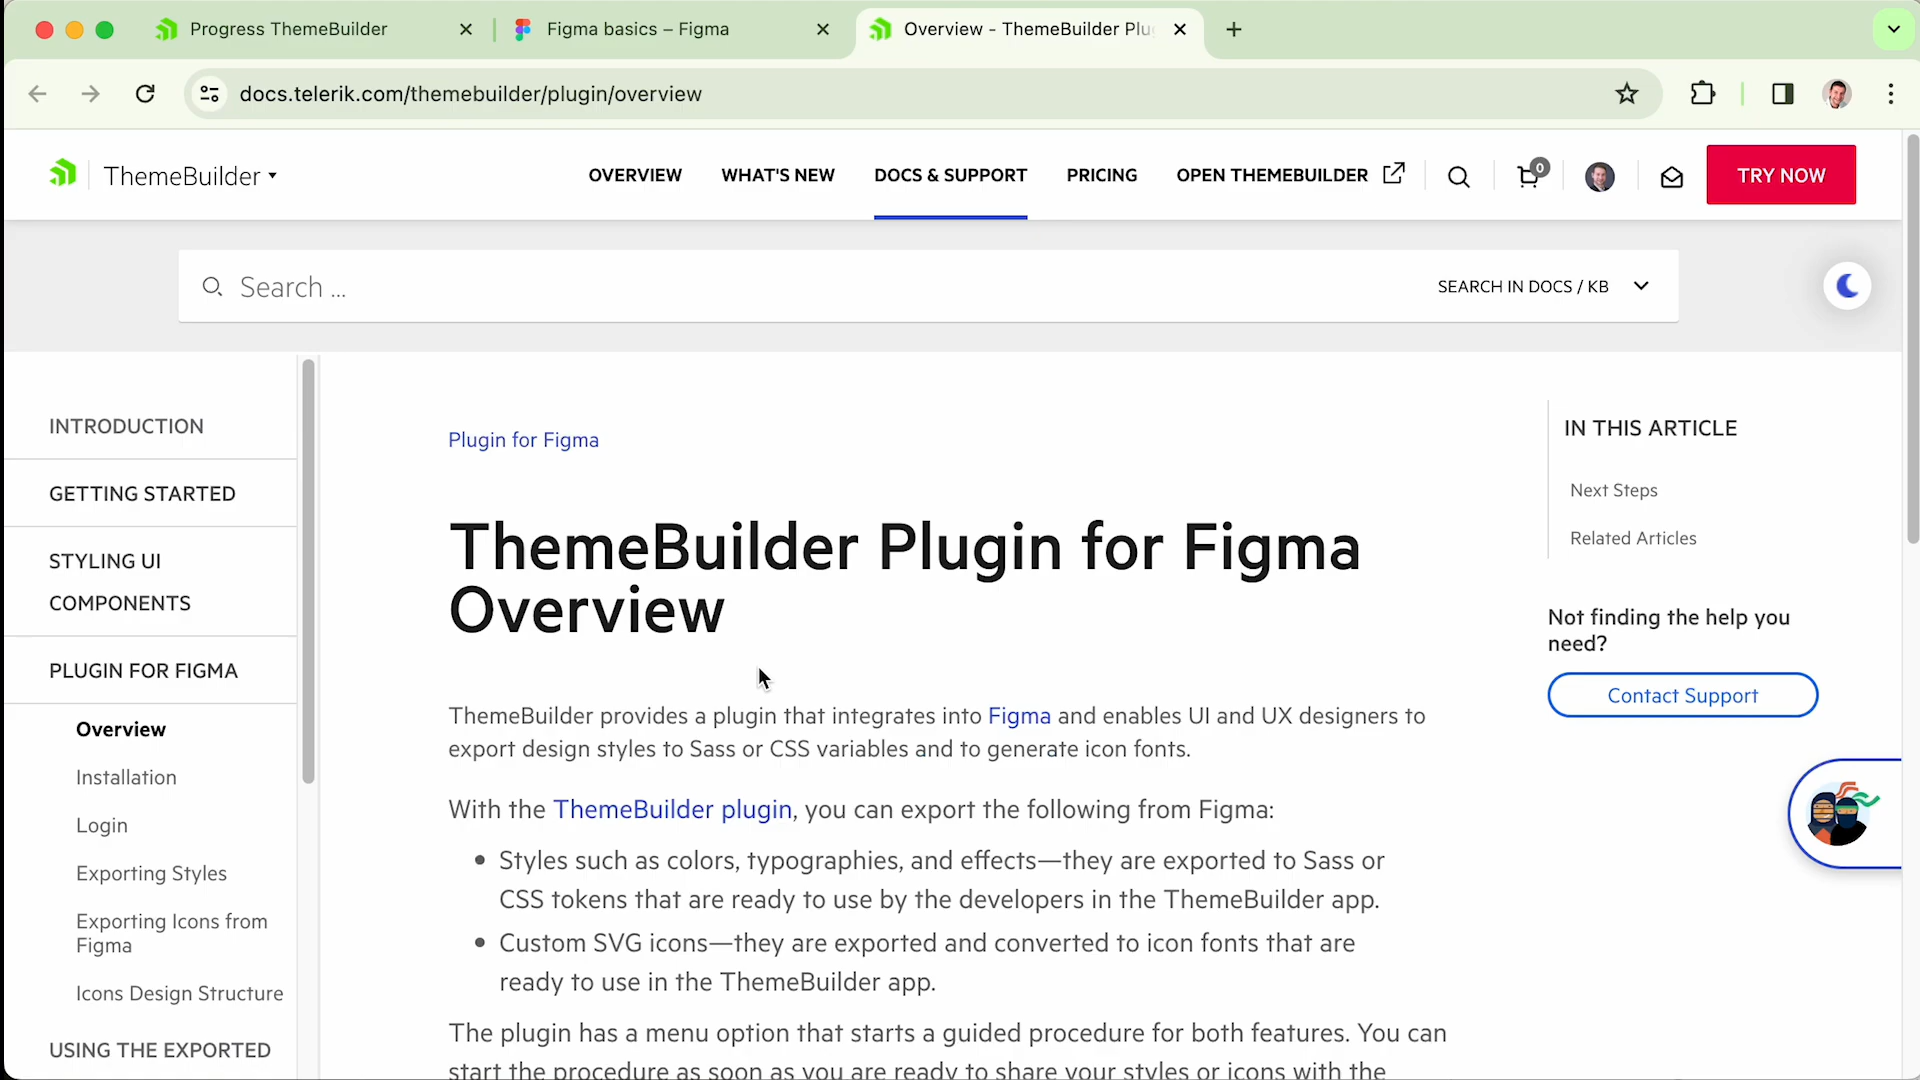 Progress ThemeBuilder
Figma basics – Figma
Overview - ThemeBuilder Plu
docs.telerik.com/themebuilder/plugin/overview
ThemeBuilder
OVERVIEW
WHAT'S NEW
DOCS & SUPPORT
PRICING
OPEN THEMEBUILDER
0
TRY NOW
Search ...
SEARCH IN DOCS / KB
INTRODUCTION
GETTING STARTED
STYLING UI
COMPONENTS
PLUGIN FOR FIGMA
Overview
Installation
Login
Exporting Styles
Exporting Icons from
Figma
Icons Design Structure
USING THE EXPORTED
Plugin for Figma
ThemeBuilder Plugin for Figma
Overview
ThemeBuilder provides a plugin that integrates into Figma and enables UI and UX designers to
export design styles to Sass or CSS variables and to generate icon fonts.
With the ThemeBuilder plugin, you can export the following from Figma:
Styles such as colors, typographies, and effects—they are exported to Sass or
CSS tokens that are ready to use by the developers in the ThemeBuilder app.
Custom SVG icons—they are exported and converted to icon fonts that are
ready to use in the ThemeBuilder app.
The plugin has a menu option that starts a guided procedure for both features. You can
start the procedure as soon as you are ready to share your styles or icons with the
IN THIS ARTICLE
Next Steps
Related Articles
Not finding the help you
need?
Contact Support